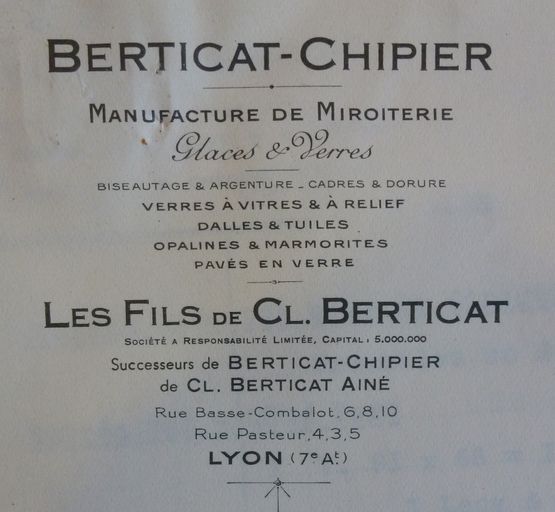 BERTICAT-CHIPIER
MANUFACTURE DE MIROITERIE
Glaces & Verres
BISEAUTAGE & ARGENTURE - CADRES & DORURE
VERRES À VITRES & À RELIEF
DALLES & TUILES
OPALINES & MARMORITES
PAVÉS EN VERRE
LES FILS DE CL. BERTICAT
SOCIÉTÉ A RESPONSABILITÉ LIMITÉE, CAPITAL : 5.000.000
Successeurs de BERTICAT-CHIPIER
de CL. BERTICAT AINÉ
Rue Basse-Combalot, 6, 8, 10
Rue Pasteur, 4, 3, 5
LYON (7e At.)